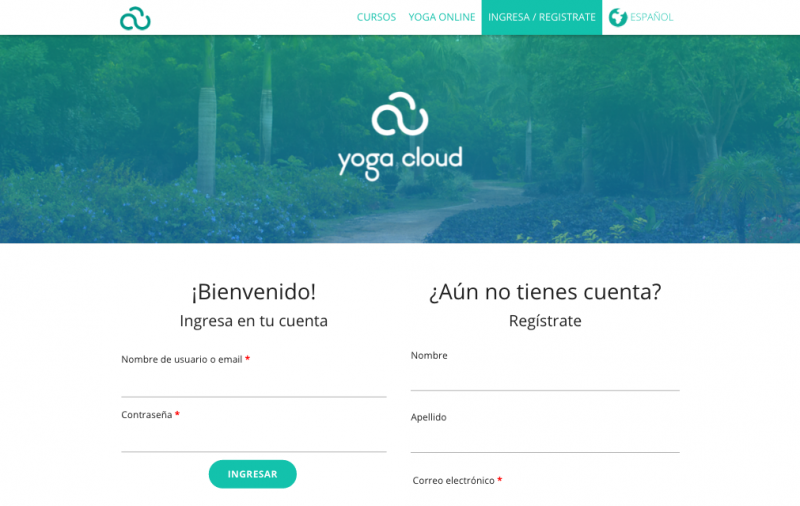 CURSOS YOGA ONLINE INGRESA / REGISTRATE ESPAÑOL
yoga cloud
¡Bienvenido!
Ingresa en tu cuenta
Nombre de usuario o email *
Contraseña *
INGRESAR
¿Aún no tienes cuenta?
Regístrate
Nombre
Apellido
Correo electrónico *